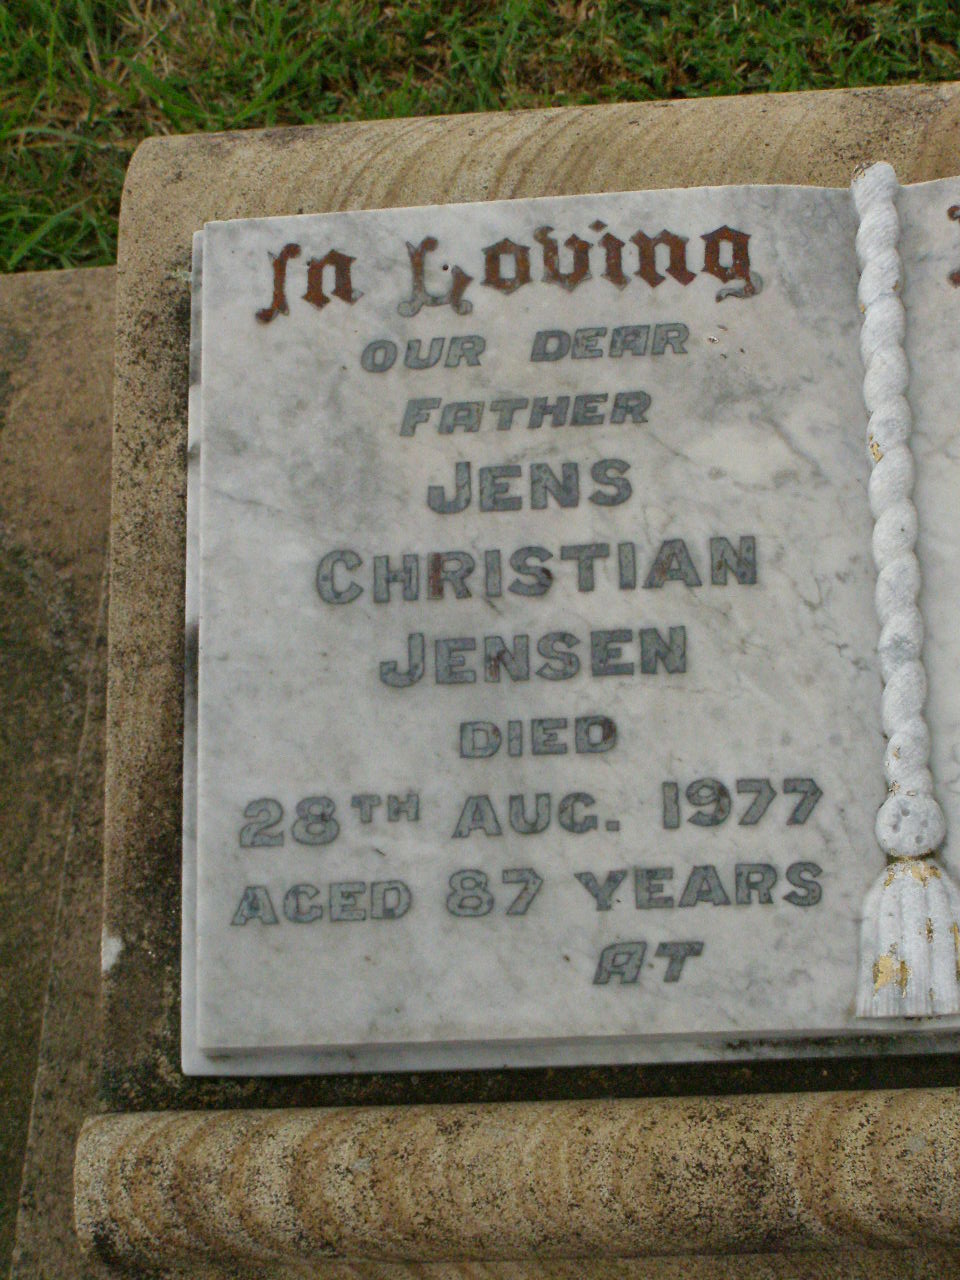 In Loving
OUR DEAR
FATHER
JENS
CHRISTIAN
JENSEN
DIED
28TH AUG. 1977
AGED 87 YEARS
AT